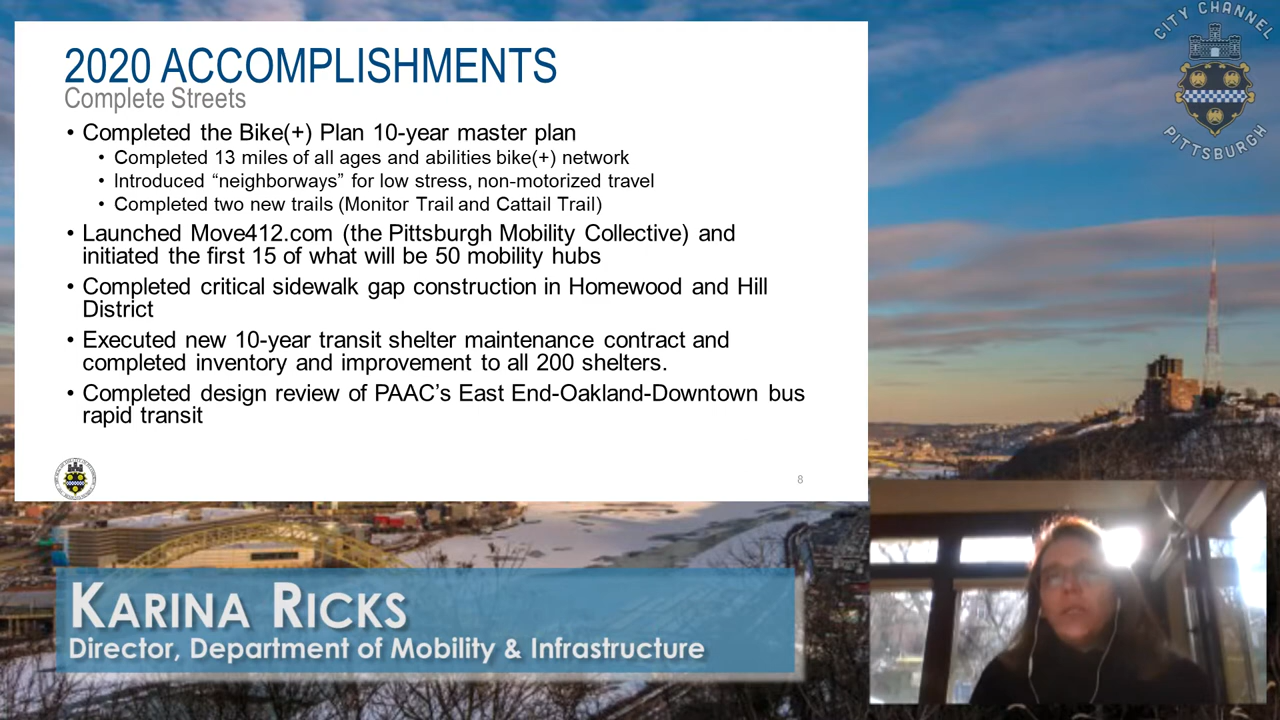 2020 ACCOMPLISHMENTS
Complete Streets
• Completed the Bike(+) Plan 10-year master plan
• Completed 13 miles of all ages and abilities bike(+) network
• Introduced “neighborways” for low stress, non-motorized travel
• Completed two new trails (Monitor Trail and Cattail Trail)
• Launched Move412.com (the Pittsburgh Mobility Collective) and
initiated the first 15 of what will be 50 mobility hubs
• Completed critical sidewalk gap construction in Homewood and Hill
District
• Executed new 10-year transit shelter maintenance contract and
completed inventory and improvement to all 200 shelters.
• Completed design review of PAAC’s East End-Oakland-Downtown bus
rapid transit
8
CITY CHANNEL
PITTSBURGH
KARINA RICKS
Director, Department of Mobility & Infrastructure